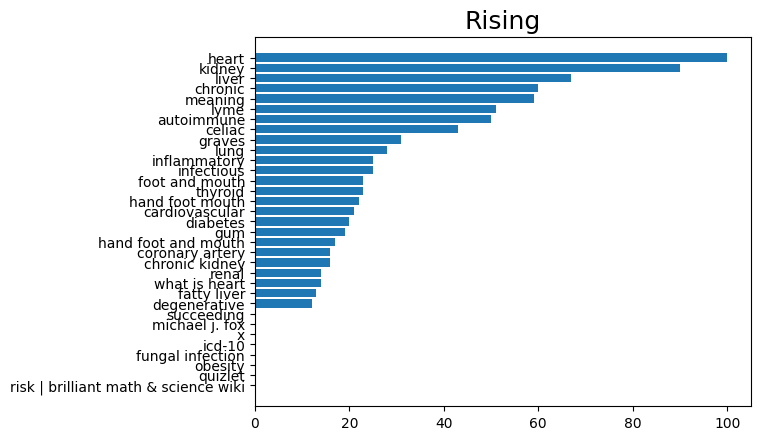 Rising
heart
kidney
liver
chronic
meaning
lyme
autoimmune
celiac
graves
lung
inflammatory
infectious
foot and mouth
thyroid
hand foot mouth
cardiovascular
diabetes
gum
hand foot and mouth
coronary artery
chronic kidney
renal
what is heart
fatty liver
degenerative
succeeding
michael j. fox
x
icd-10
fungal infection
obesity
quizlet
risk | brilliant math & science wiki
0 20 40 60 80 100